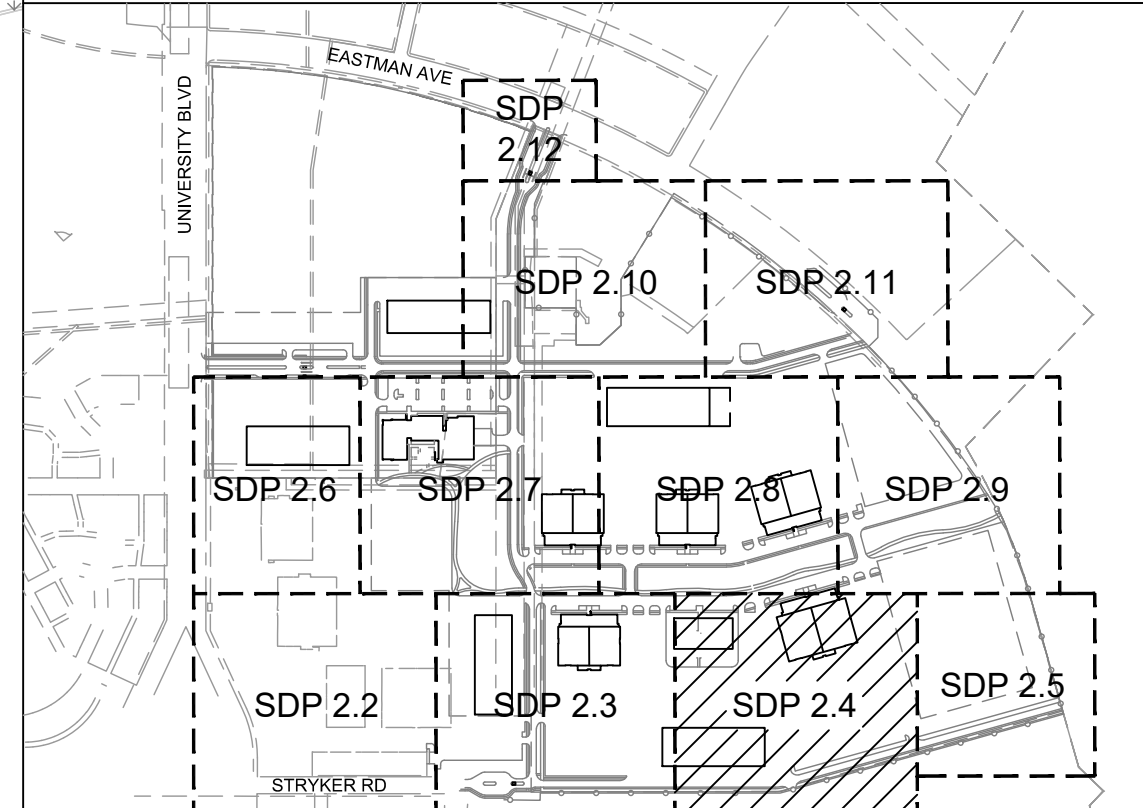 EASTMAN AVE
UNIVERSITY BLVD
SDP
2.12
SDP 2.10
SDP 2.11
SDP 2.6
SDP 2.7
SDP 2.8
SDP 2.9
SDP 2.2
SDP 2.3
SDP 2.4
SDP 2.5
STRYKER RD